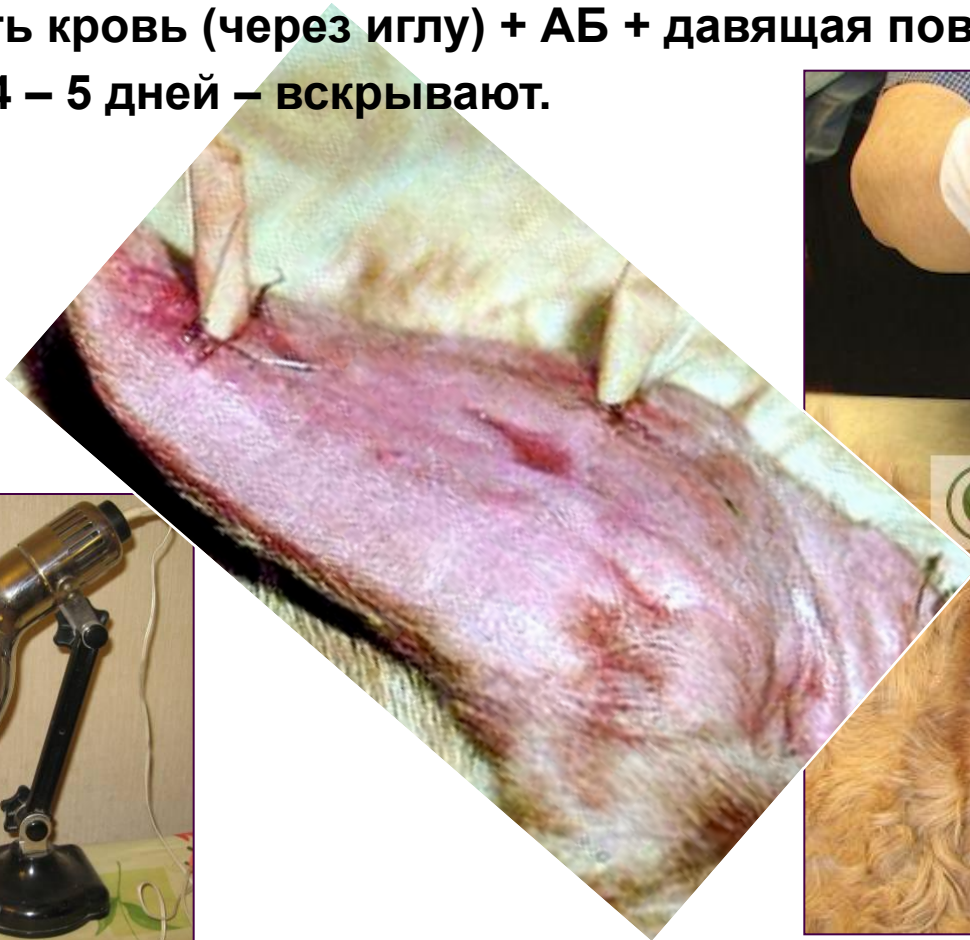 ть кровь (через иглу) + АБ + давящая пов
4 – 5 дней – вскрывают.